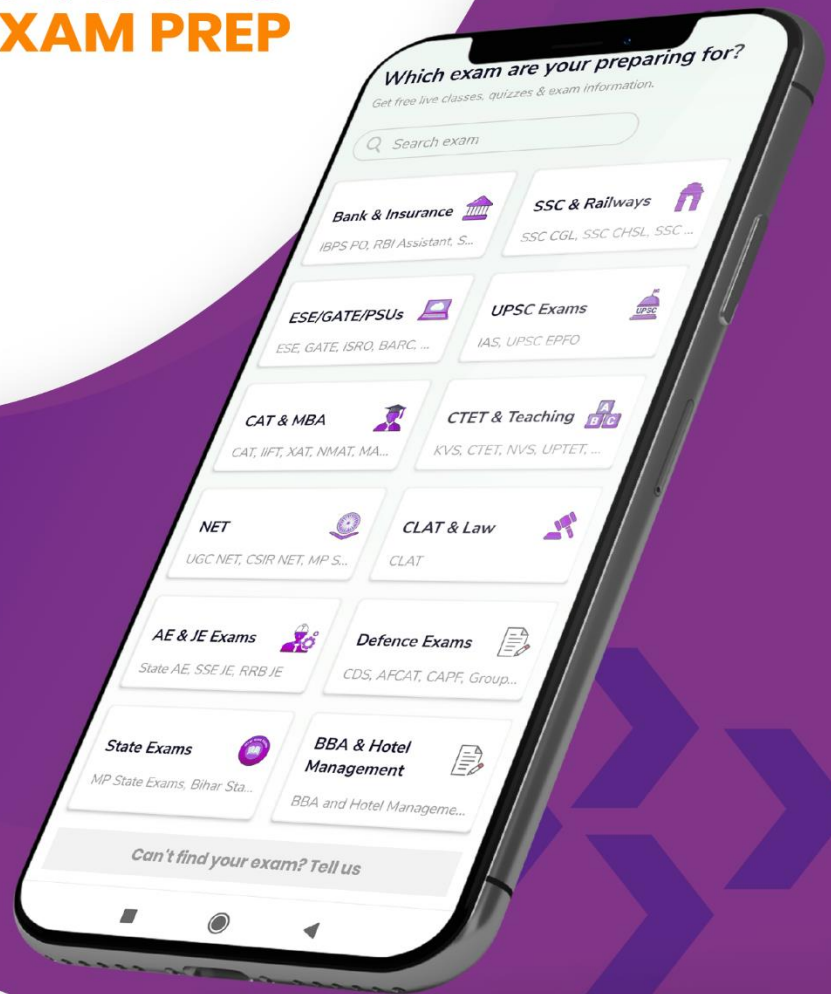 XAM PREP
Which exam are your preparing for?
Get free live classes, quizzes & exam information.
Search exam
Bank & Insurance
IBPS PO, RBI Assistant, S...
SSC & Railways
SSC CGL, SSC CHSL, SSC ...
ESE/GATE/PSUs
ESE, GATE, ISRO, BARC, ...
UPSC Exams
UPSC
IAS, UPSC EPFO
CAT & MBA
CAT, IIFT, XAT, NMAT, MA...
CTET & Teaching
A
B C
KVS, CTET, NVS, UPTET, ...
NET
UGC NET, CSIR NET, MP S...
CLAT & Law
CLAT
AE & JE Exams
State AE, SSE JE, RRB JE
Defence Exams
CDS, AFCAT, CAPF, Group...
State Exams
MP State Exams, Bihar Sta...
BBA & Hotel
Management
BBA and Hotel Manageme...
Can't find your exam? Tell us